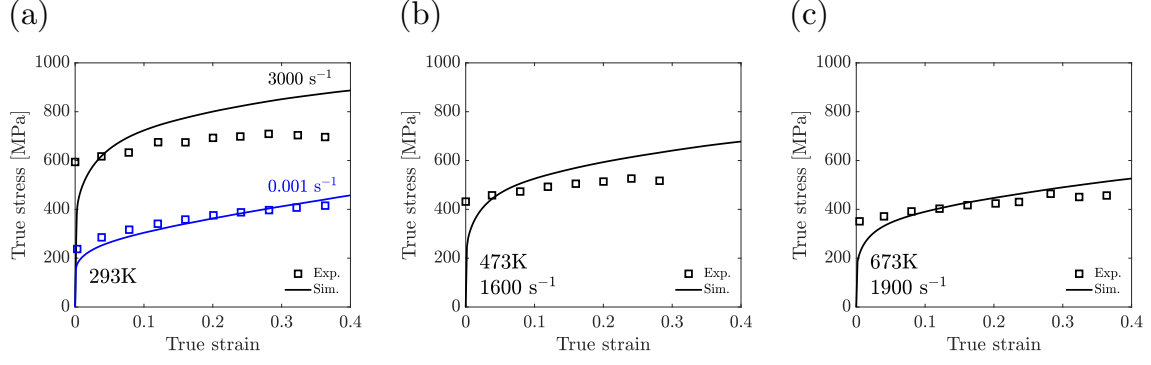 (a)
1000
800
600
400
200
0
0
0.1
0.2
0.3
0.4
True stress [MPa]
True strain
3000 s⁻¹
0.001 s⁻¹
293K
Exp.
Sim.
(b)
1000
800
600
400
200
0
0
0.1
0.2
0.3
0.4
True stress [MPa]
True strain
473K
1600 s⁻¹
Exp.
Sim.
(c)
1000
800
600
400
200
0
0
0.1
0.2
0.3
0.4
True stress [MPa]
True strain
673K
1900 s⁻¹
Exp.
Sim.